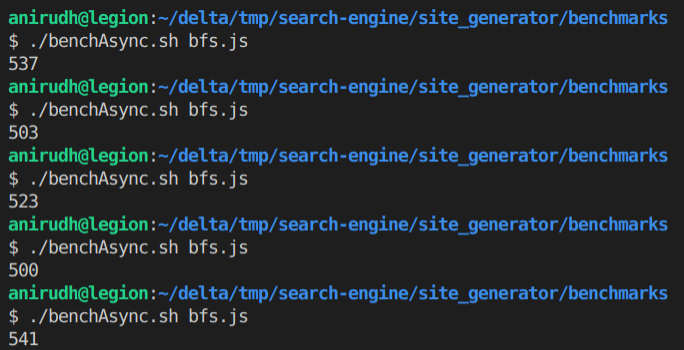 anirudh@legion:~/delta/tmp/search-engine/site_generator/benchmarks
$ ./benchAsync.sh bfs.js
537
anirudh@legion:~/delta/tmp/search-engine/site_generator/benchmarks
$ ./benchAsync.sh bfs.js
503
anirudh@legion:~/delta/tmp/search-engine/site_generator/benchmarks
$ ./benchAsync.sh bfs.js
523
anirudh@legion:~/delta/tmp/search-engine/site_generator/benchmarks
$ ./benchAsync.sh bfs.js
500
anirudh@legion:~/delta/tmp/search-engine/site_generator/benchmarks
$ ./benchAsync.sh bfs.js
541